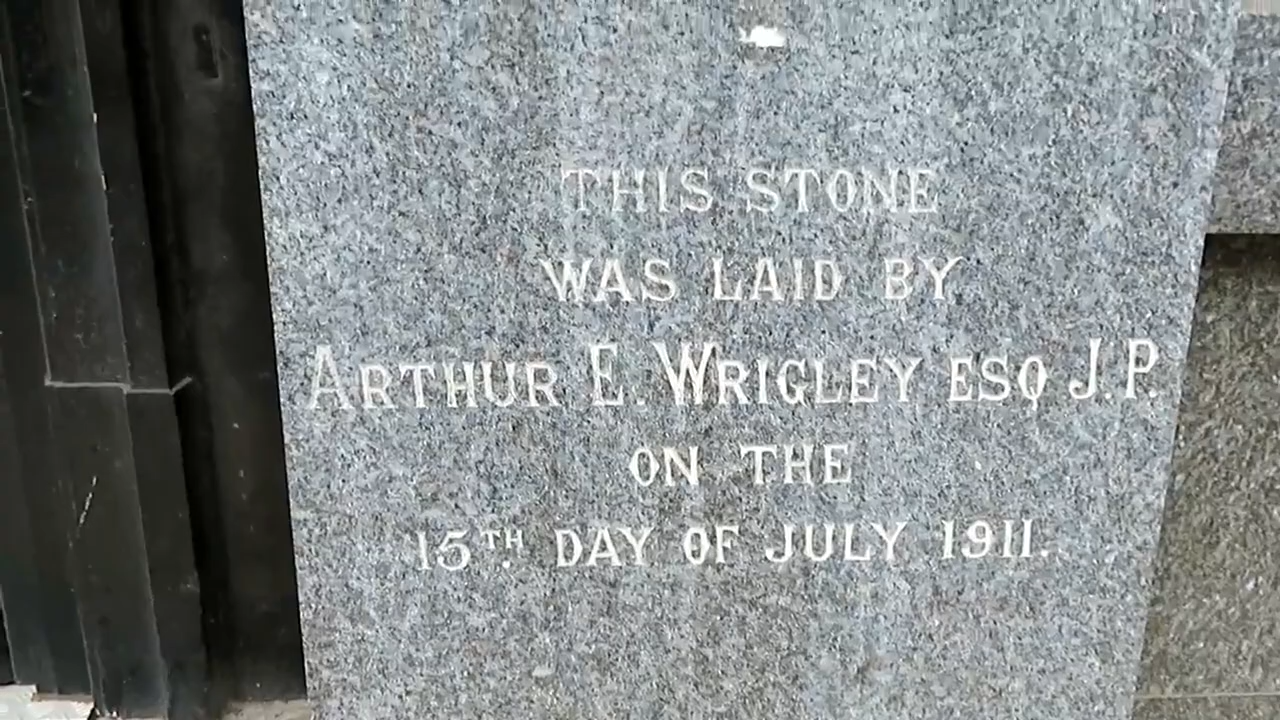 THIS STONE
WAS LAID BY
ARTHUR E. WRIGLEY ESQ J.P.
ON THE
15TH. DAY OF JULY 1911.